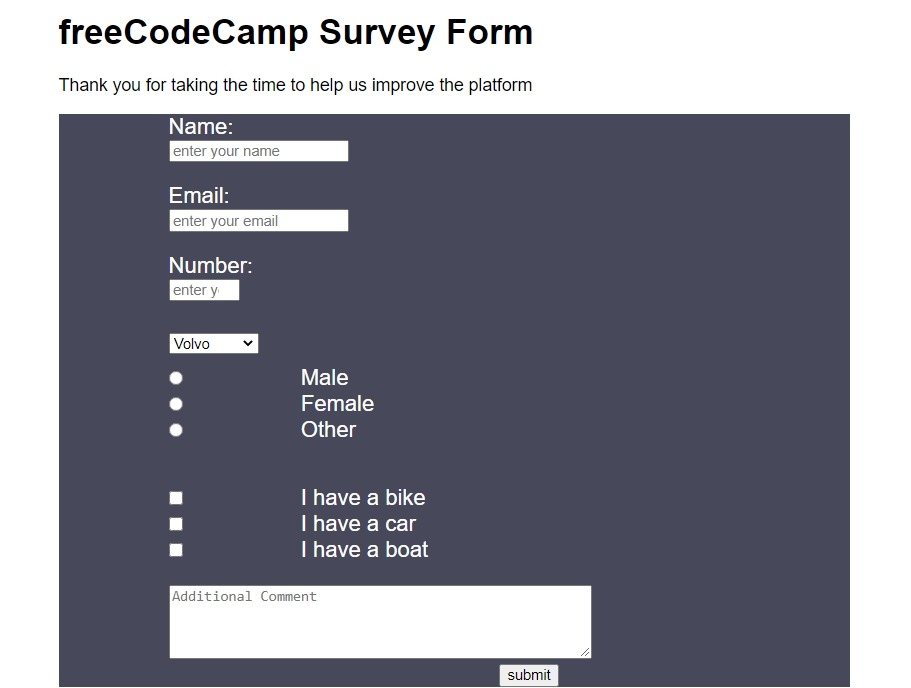 freeCodeCamp Survey Form
Thank you for taking the time to help us improve the platform
Name:
enter your name
Email:
enter your email
Number:
enter y
Volvo
Male
Female
Other
I have a bike
I have a car
I have a boat
Additional Comment
submit